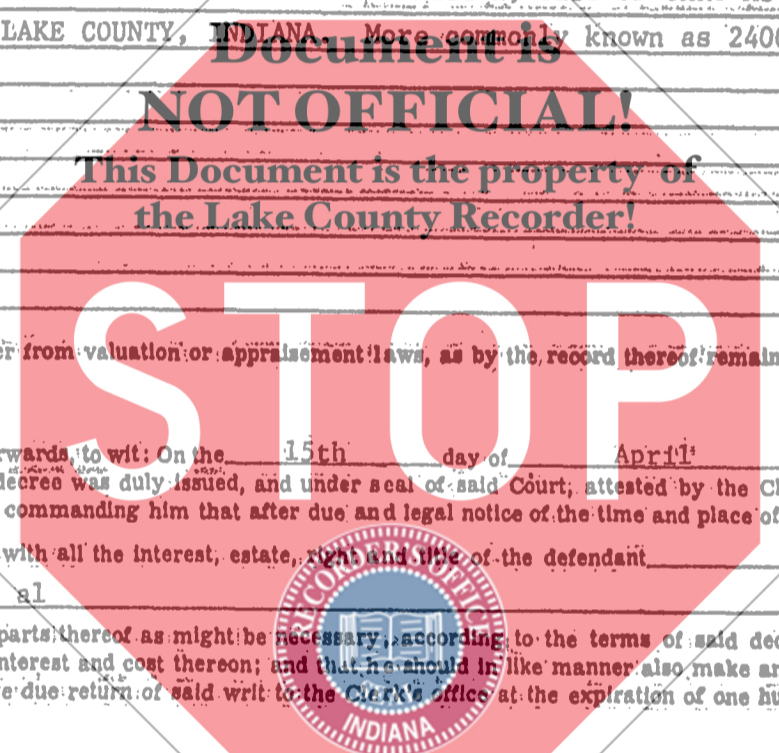 LAKE COUNTY, INDIANA. More commonly known as 2400
Document is
NOT OFFICIAL!
This Document is the property of
the Lake County Recorder!
STOP
er from valuation or appraisement laws, as by the record thereof remain
rwards, to wit: On the 15th day of April
decree was duly issued, and under seal of said Court, attested by the Cl
commanding him that after due and legal notice of the time and place of
with all the interest, estate, right and title of the defendant
al
parts thereof as might be necessary, according to the terms of said dec
nterest and cost thereon; and that he should in like manner also make an
e due return of said writ to the Clerk's office at the expiration of one hu
RECORDER'S OFFICE
INDIANA